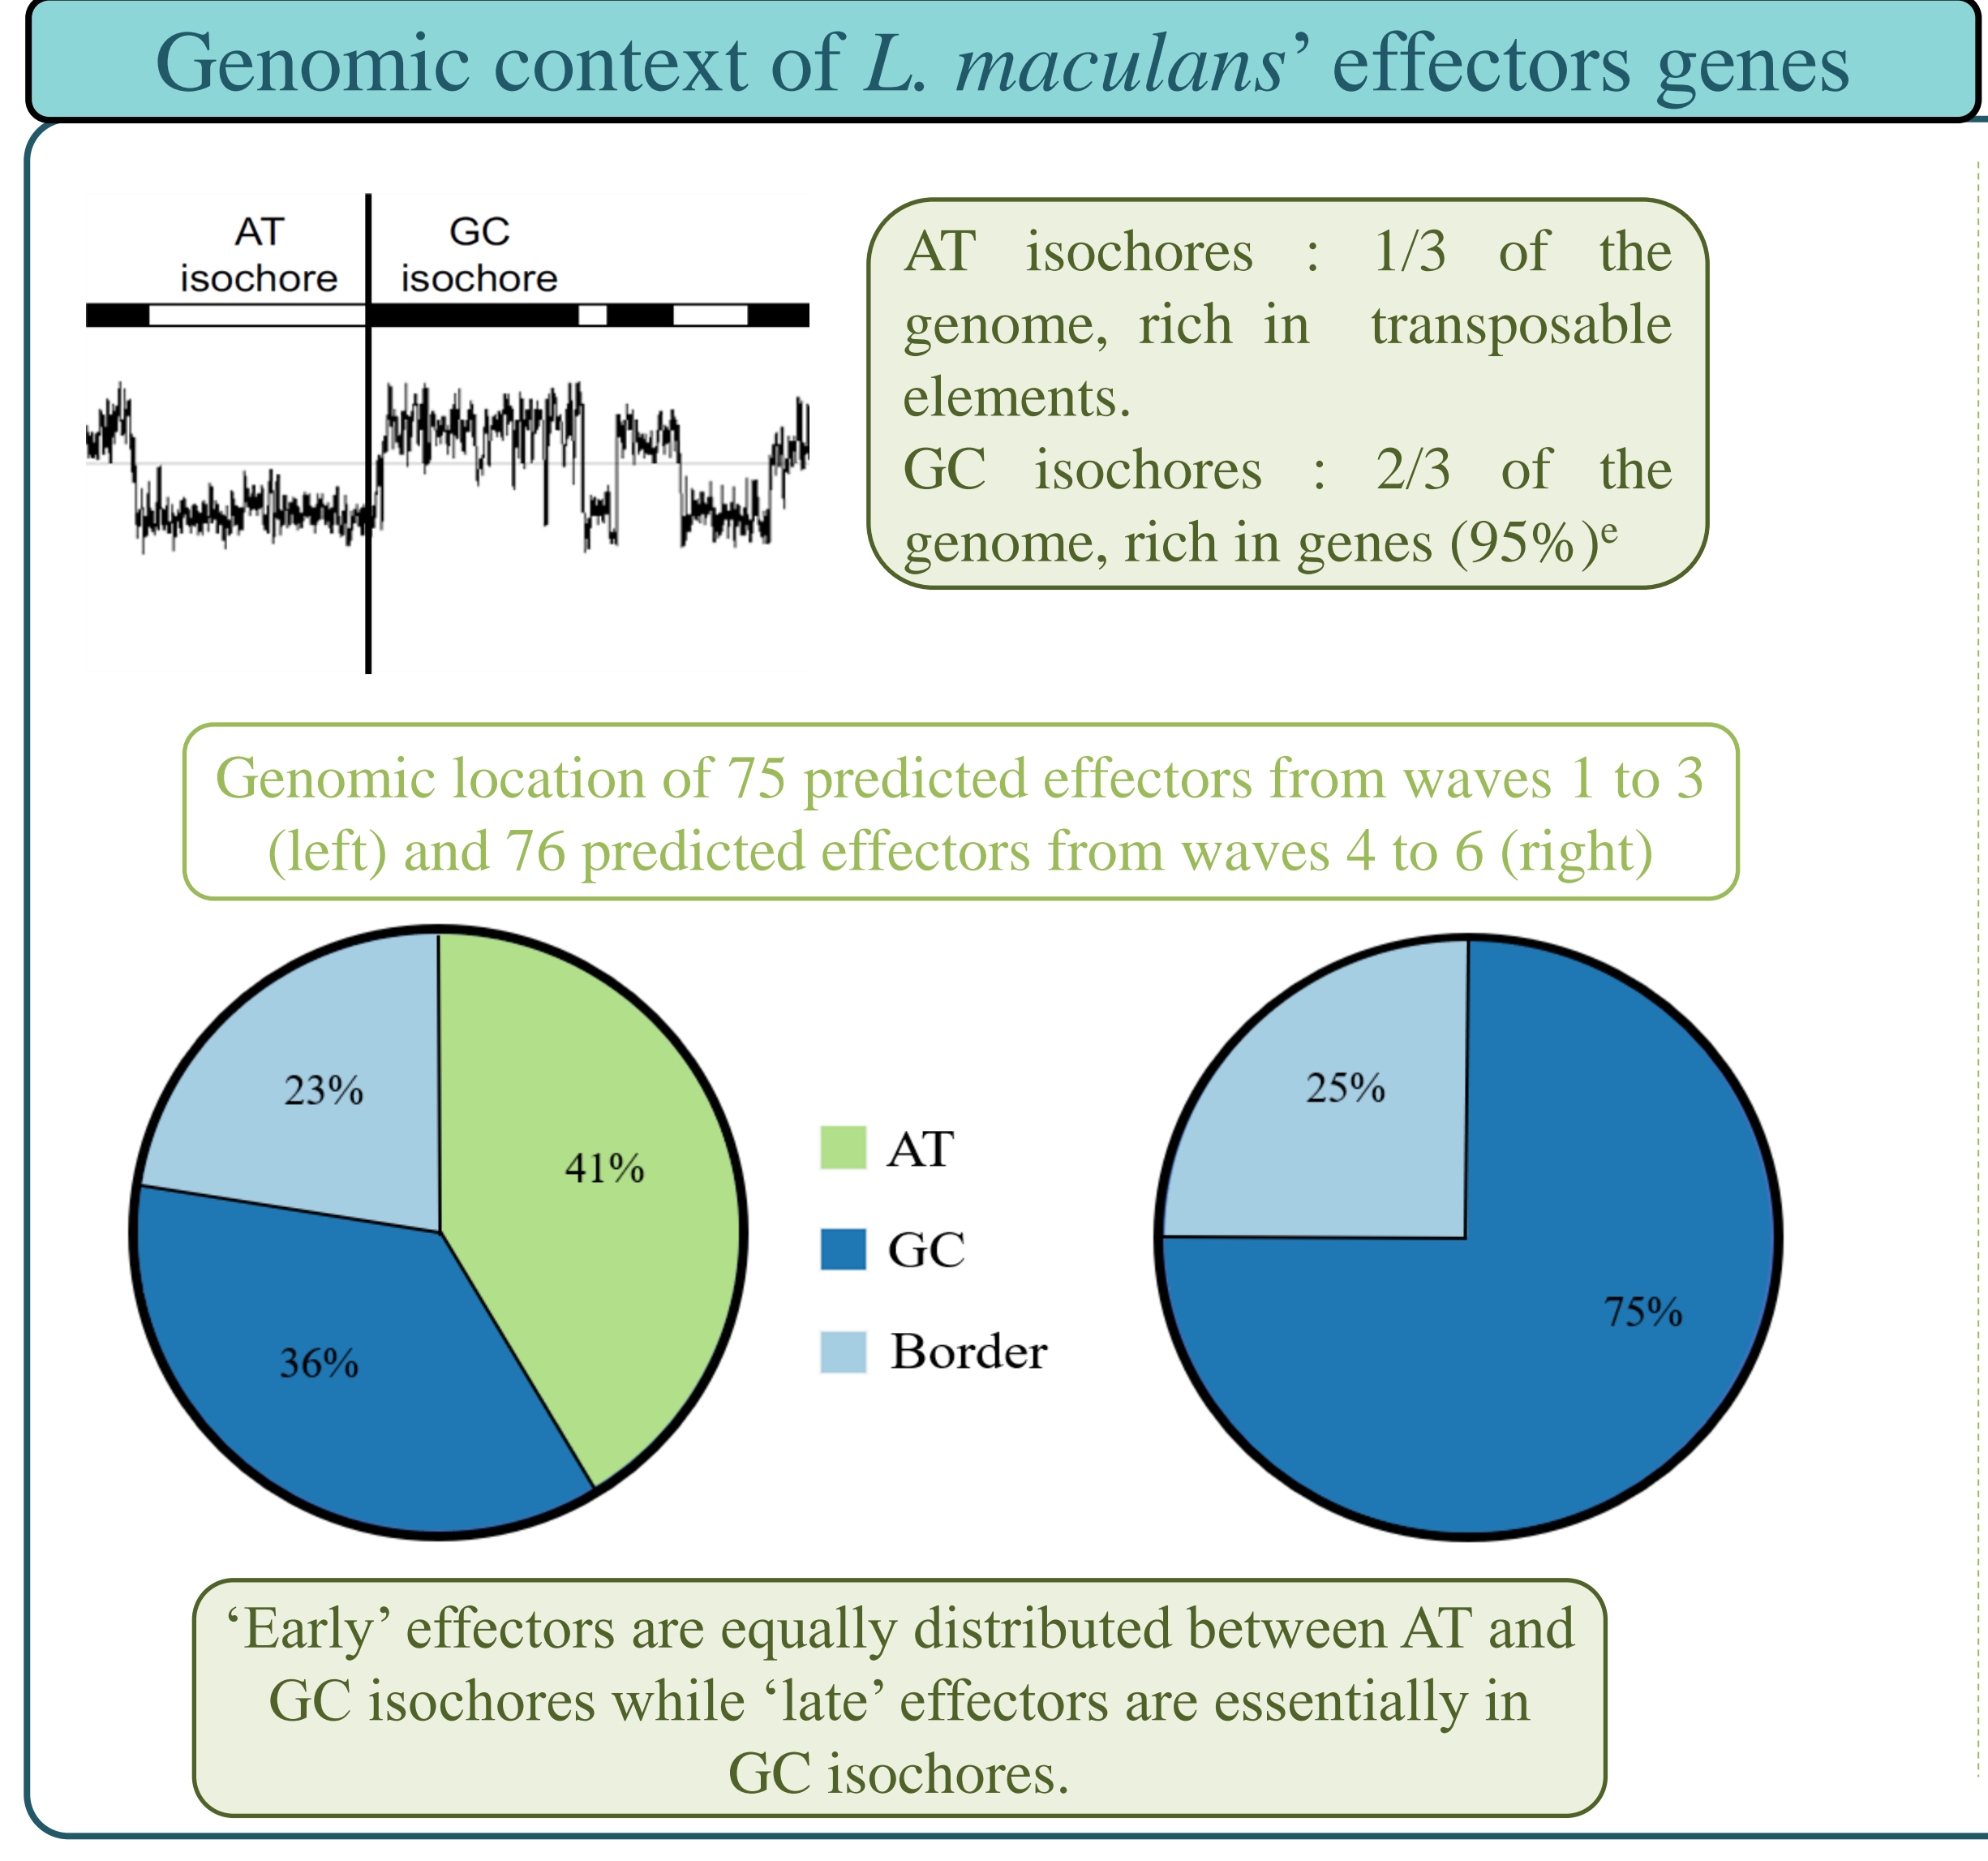 Genomic context of L. maculans’ effectors genes
AT
isochore
GC
isochore
AT isochores : 1/3 of the
genome, rich in transposable
elements.
GC isochores : 2/3 of the
genome, rich in genes (95%)e
Genomic location of 75 predicted effectors from waves 1 to 3
(left) and 76 predicted effectors from waves 4 to 6 (right)
23%
41%
36%
AT
GC
Border
25%
75%
‘Early’ effectors are equally distributed between AT and
GC isochores while ‘late’ effectors are essentially in
GC isochores.